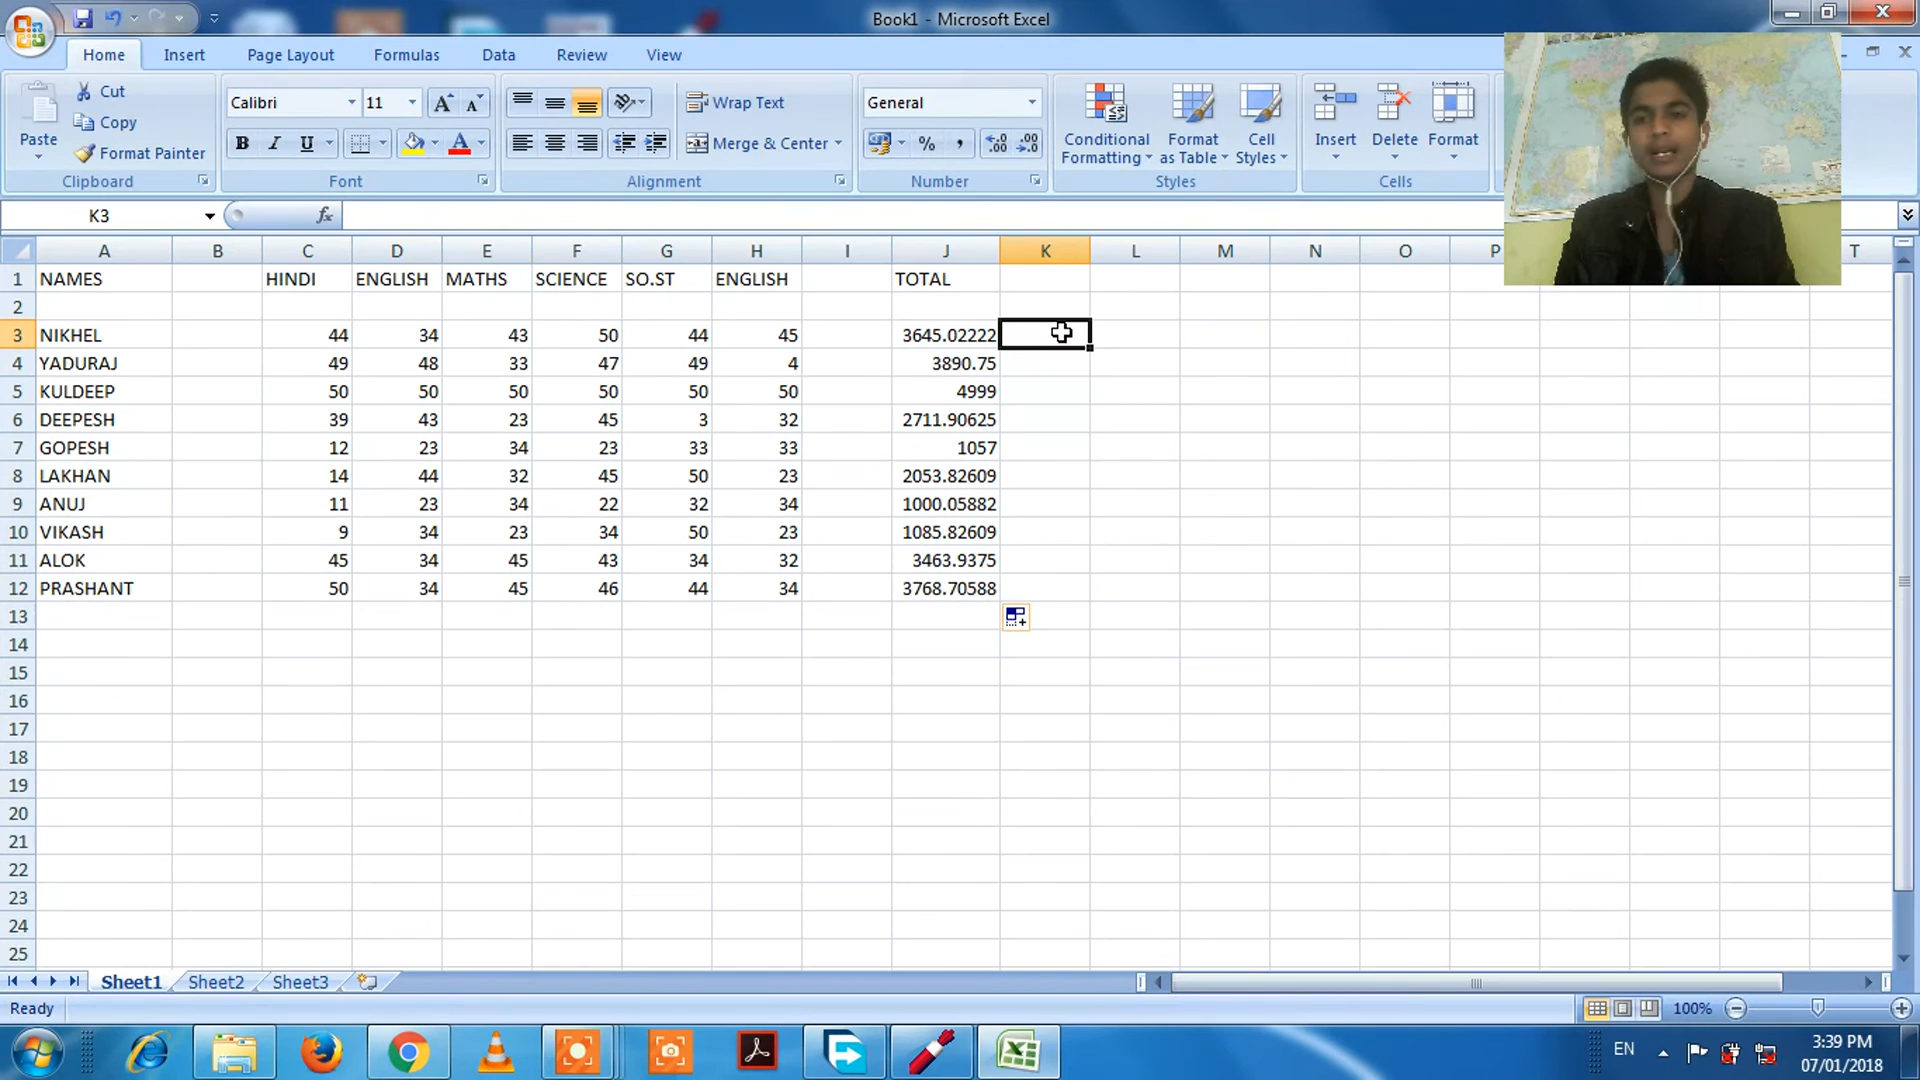 Book1 - Microsoft Excel
Home Insert Page Layout Formulas Data Review View
Paste
Cut
Copy
Format Painter
Clipboard
Calibri 11
B I U
Font
Wrap Text
Merge & Center
Alignment
General
%
Number
Conditional Formatting
Format as Table
Cell Styles
Styles
Insert Delete Format
Cells
K3 fx
A B C D E F G H I J K L M N O P T
1 NAMES HINDI ENGLISH MATHS SCIENCE SO.ST ENGLISH TOTAL
2
3 NIKHEL 44 34 43 50 44 45 3645.02222
4 YADURAJ 49 48 33 47 49 4 3890.75
5 KULDEEP 50 50 50 50 50 50 4999
6 DEEPESH 39 43 23 45 3 32 2711.90625
7 GOPESH 12 23 34 23 33 33 1057
8 LAKHAN 14 44 32 45 50 23 2053.82609
9 ANUJ 11 23 34 22 32 34 1000.05882
10 VIKASH 9 34 23 34 50 23 1085.82609
11 ALOK 45 34 45 43 34 32 3463.9375
12 PRASHANT 50 34 45 46 44 34 3768.70588
13
14
15
16
17
18
19
20
21
22
23
24
25
Sheet1 Sheet2 Sheet3
Ready 100%
EN 3:39 PM
07/01/2018